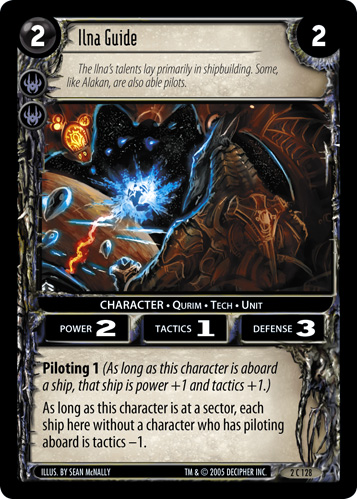 2 Ilna Guide 2
The Ilna's talents lay primarily in shipbuilding. Some,
like Alakan, are also able pilots.
CHARACTER • QURIM • TECH • UNIT
POWER 2 TACTICS 1 DEFENSE 3
Piloting 1 (As long as this character is aboard
a ship, that ship is power +1 and tactics +1.)
As long as this character is at a sector, each
ship here without a character who has piloting
aboard is tactics –1.
ILLUS. BY SEAN McNALLY TM & © 2005 DECIPHER INC. 2 C 128